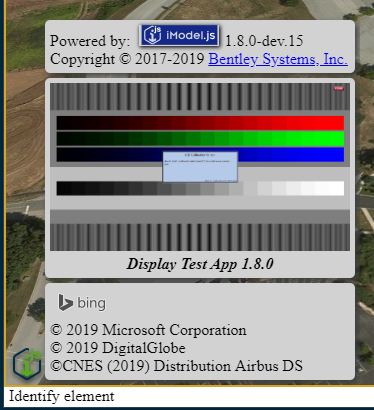 Powered by: iModel.js 1.8.0-dev.15
Copyright © 2017-2019 Bentley Systems, Inc.
Display Test App 1.8.0
bing
© 2019 Microsoft Corporation
© 2019 DigitalGlobe
©CNES (2019) Distribution Airbus DS
JS
Identify element